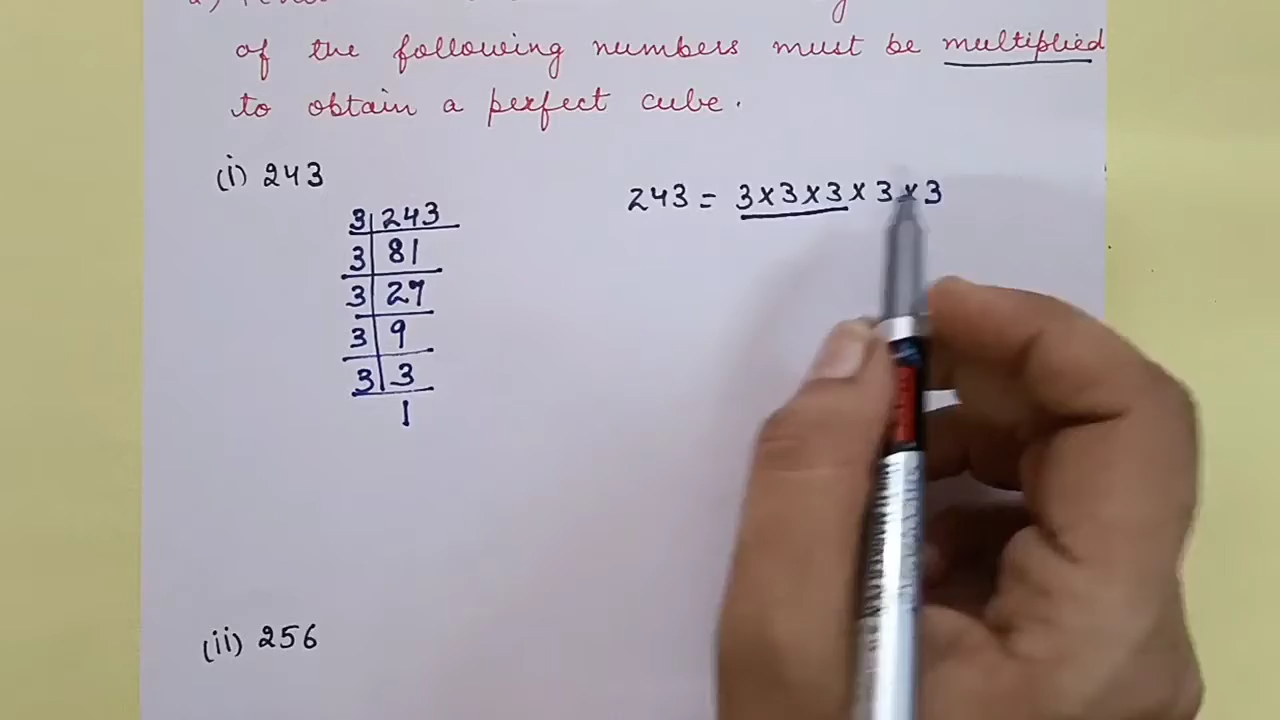 of the following numbers must be multiplied
to obtain a perfect cube.
(i) 243
243 = 3×3×3×3×3
3 243
3 81
3 27
3 9
3 3
1
(ii) 256